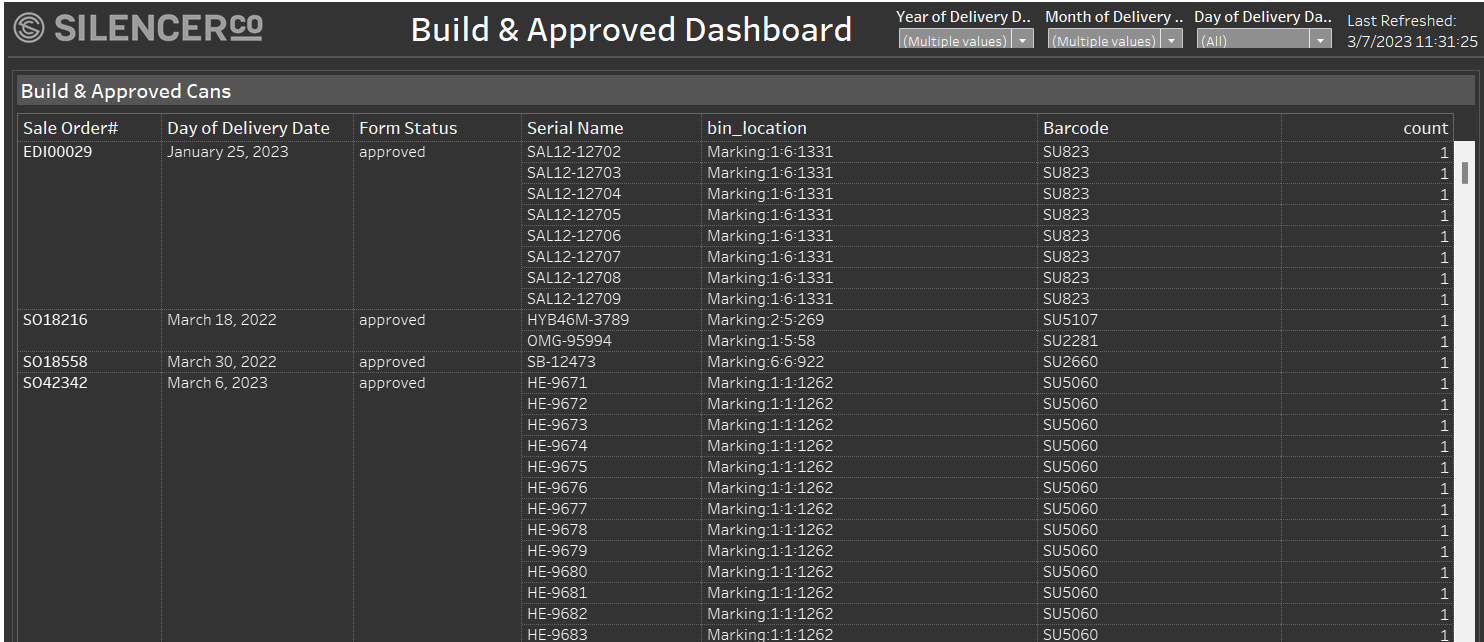 SILENCERCO
Build & Approved Dashboard
Year of Delivery D.. Month of Delivery .. Day of Delivery Da..
(Multiple values) (Multiple values) (All)
Last Refreshed:
3/7/2023 11:31:25
Build & Approved Cans
Sale Order# Day of Delivery Date Form Status Serial Name bin_location Barcode count
EDI00029 January 25, 2023 approved SAL12-12702 Marking:1:6:1331 SU823 1
SAL12-12703 Marking:1:6:1331 SU823 1
SAL12-12704 Marking:1:6:1331 SU823 1
SAL12-12705 Marking:1:6:1331 SU823 1
SAL12-12706 Marking:1:6:1331 SU823 1
SAL12-12707 Marking:1:6:1331 SU823 1
SAL12-12708 Marking:1:6:1331 SU823 1
SAL12-12709 Marking:1:6:1331 SU823 1
SO18216 March 18, 2022 approved HYB46M-3789 Marking:2:5:269 SU5107 1
OMG-95994 Marking:1:5:58 SU2281 1
SO18558 March 30, 2022 approved SB-12473 Marking:6:6:922 SU2660 1
SO42342 March 6, 2023 approved HE-9671 Marking:1:1:1262 SU5060 1
HE-9672 Marking:1:1:1262 SU5060 1
HE-9673 Marking:1:1:1262 SU5060 1
HE-9674 Marking:1:1:1262 SU5060 1
HE-9675 Marking:1:1:1262 SU5060 1
HE-9676 Marking:1:1:1262 SU5060 1
HE-9677 Marking:1:1:1262 SU5060 1
HE-9678 Marking:1:1:1262 SU5060 1
HE-9679 Marking:1:1:1262 SU5060 1
HE-9680 Marking:1:1:1262 SU5060 1
HE-9681 Marking:1:1:1262 SU5060 1
HE-9682 Marking:1:1:1262 SU5060 1
HE-9683 Marking:1:1:1262 SU5060 1